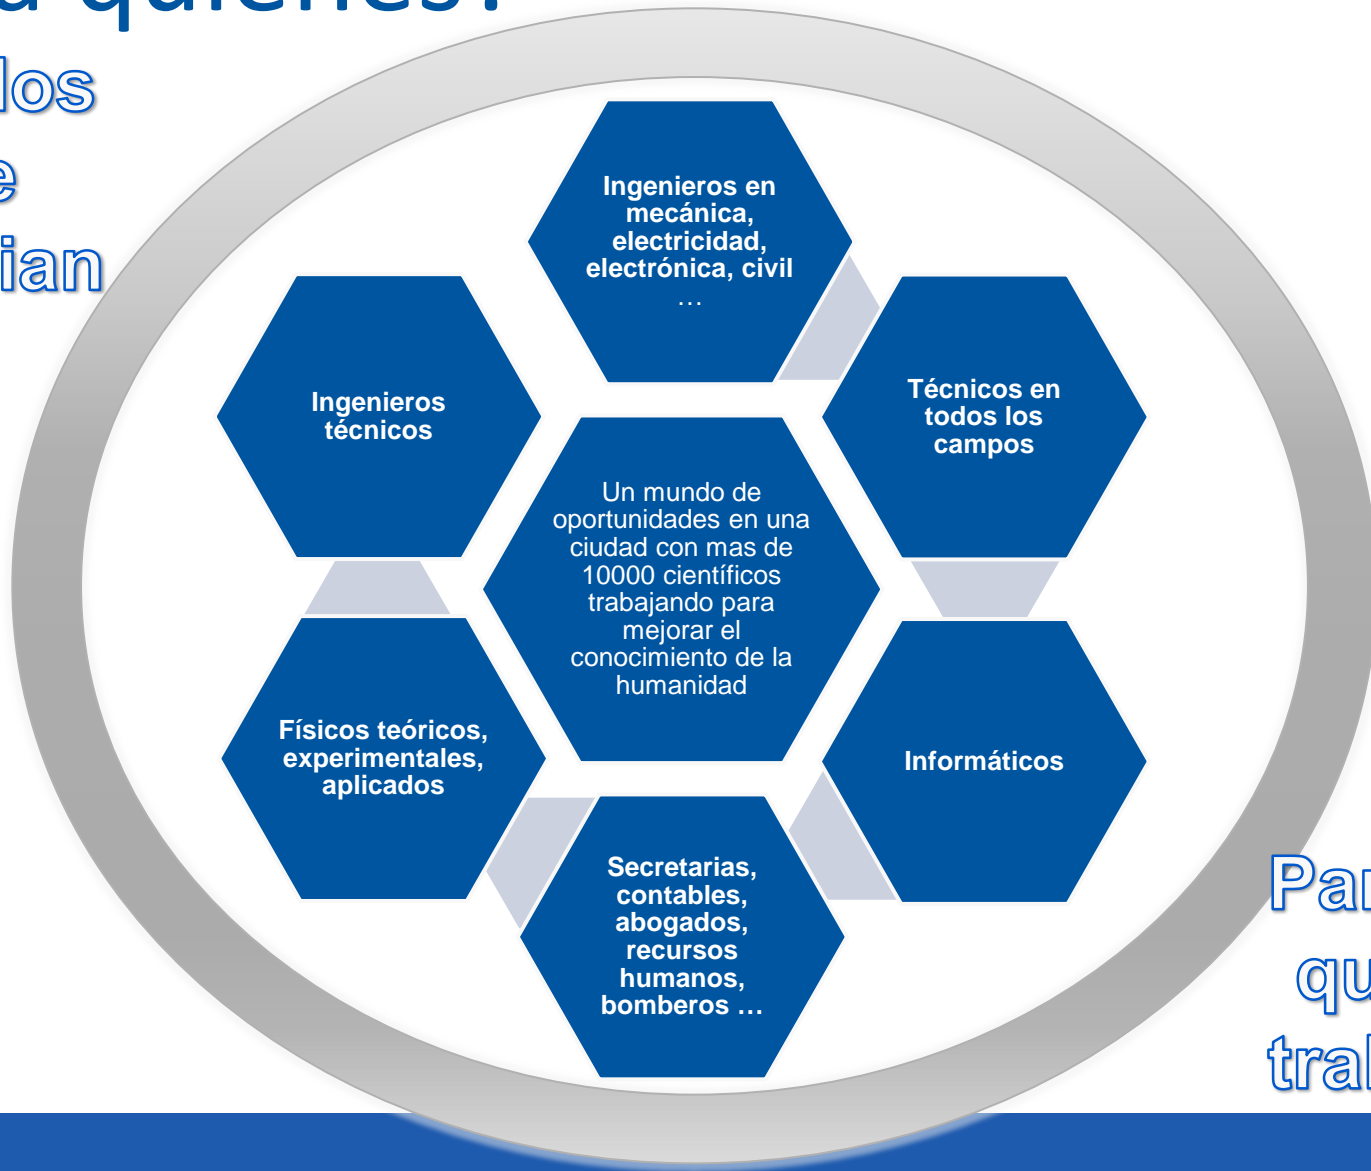 a quienes?
Ingenieros en
mecánica,
electricidad,
electrónica, civil
…
Ingenieros
técnicos
Técnicos en
todos los
campos
Un mundo de
oportunidades en una
ciudad con mas de
10000 científicos
trabajando para
mejorar el
conocimiento de la
humanidad
Físicos teóricos,
experimentales,
aplicados
Informáticos
Secretarias,
contables,
abogados,
recursos
humanos,
bomberos …